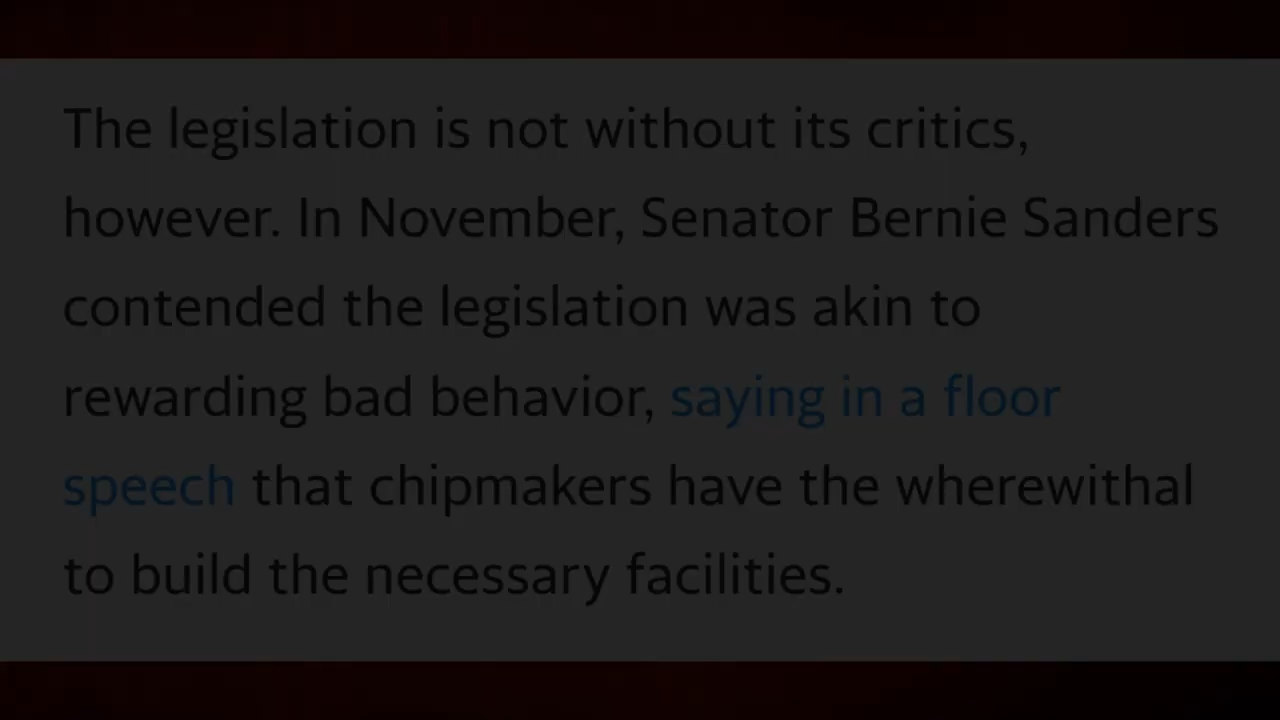 The legislation is not without its critics,
however. In November, Senator Bernie Sanders
contended the legislation was akin to
rewarding bad behavior, saying in a floor
speech that chipmakers have the wherewithal
to build the necessary facilities.